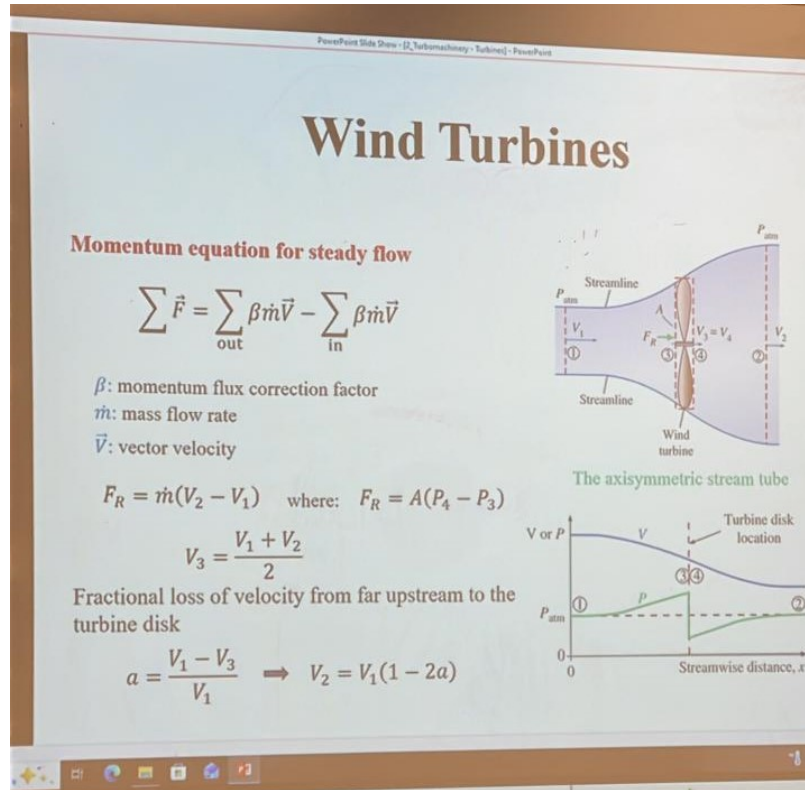 PowerPoint Slide Show - [2_Turbomachinery - Turbines] - PowerPoint
Wind Turbines
Momentum equation for steady flow
∑ F⃗ = ∑ βṁV⃗ − ∑ βṁV⃗
out in
β: momentum flux correction factor
ṁ: mass flow rate
V⃗: vector velocity
F_R = ṁ(V₂ − V₁) where: F_R = A(P₄ − P₃)
V₃ = (V₁ + V₂) / 2
Fractional loss of velocity from far upstream to the
turbine disk
a = (V₁ − V₃) / V₁ ⟹ V₂ = V₁(1 − 2a)
P_atm
Streamline
P_atm
A
V₁
F_R
V₃ = V₄
V₂
① ③ ④ ②
Streamline
Wind
turbine
The axisymmetric stream tube
V or P
V
Turbine disk
location
③④
P
①
②
P_atm
0
0
Streamwise distance, x